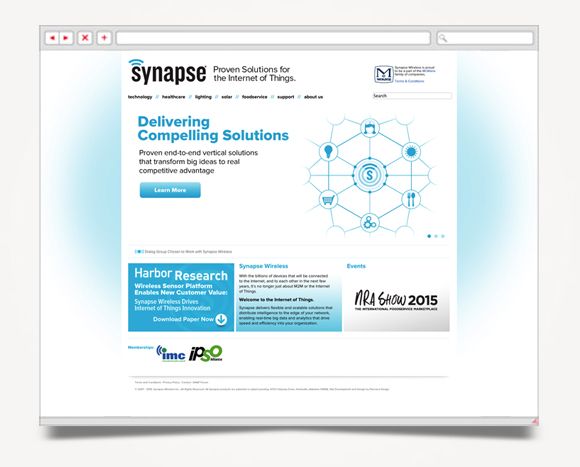 synapse
Proven Solutions for
the Internet of Things.
McWANE
Synapse Wireless is proud
to be a part of the McWane
family of companies.
Terms & Conditions
technology // healthcare // lighting // solar // foodservice // support // about us
Search
Delivering
Compelling Solutions
Proven end-to-end vertical solutions
that transform big ideas to real
competitive advantage
Learn More
S
Dialog Group Chosen to Work with Synapse Wireless
Harbor Research
Wireless Sensor Platform
Enables New Customer Value:
Synapse Wireless Drives
Internet of Things Innovation
Download Paper Now
Synapse Wireless
With the billions of devices that will be connected
to the internet, and to each other in the next few
years, it's no longer just about M2M or the Internet
of Things.
Welcome to the Internet of Things.
Synapse delivers flexible and scalable solutions that
distribute intelligence to the edge of your network,
enabling real-time big data and analytics that drive
speed and efficiency into your organization.
Events
NRA SHOW 2015
THE INTERNATIONAL FOODSERVICE MARKETPLACE
Memberships:
imc
ipso
Alliance
Terms and Conditions
Privacy Policy
Contact